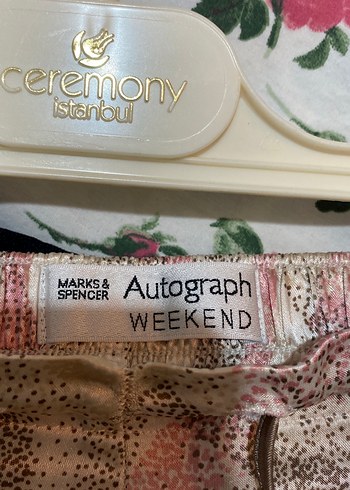 ceremony
istanbul
MARKS &
SPENCER
Autograph
WEEKEND